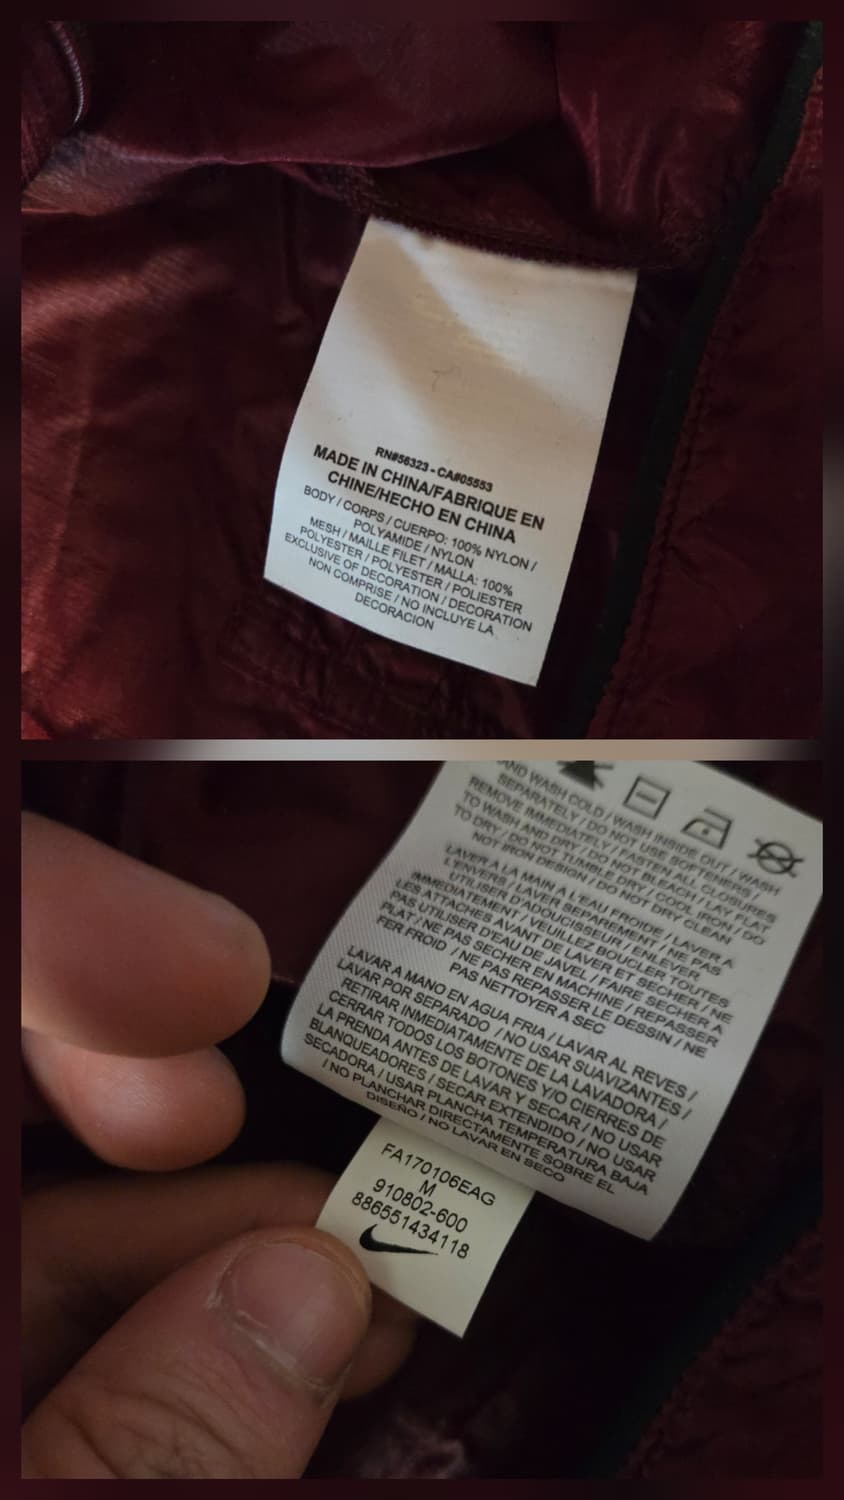 RN#56323 - CA#05553
MADE IN CHINA/FABRIQUE EN
CHINE/HECHO EN CHINA
BODY / CORPS / CUERPO: 100% NYLON /
POLYAMIDE / NYLON
MESH / MAILLE FILET / MALLA: 100%
POLYESTER / POLYESTER / POLIESTER
EXCLUSIVE OF DECORATION / DECORATION
NON COMPRISE / NO INCLUYE LA
DECORACION
AND WASH COLD / WASH INSIDE OUT / WASH
SEPARATELY / DO NOT USE SOFTENERS /
REMOVE IMMEDIATELY / FASTEN ALL CLOSURES
TO WASH AND DRY / DO NOT BLEACH / LAY FLAT
TO DRY / DO NOT TUMBLE DRY / COOL IRON / DO
NOT IRON DESIGN / DO NOT DRY CLEAN
LAVER A LA MAIN A L'EAU FROIDE / LAVER A
L'ENVERS / LAVER SEPAREMENT / NE PAS
UTILISER D'ADOUCISSEUR / ENLEVER
IMMEDIATEMENT / VEUILLEZ BOUCLER TOUTES
LES ATTACHES AVANT DE LAVER ET SECHER / NE
PAS UTILISER D'EAU DE JAVEL / FAIRE SECHER A
PLAT / NE PAS SECHER EN MACHINE / REPASSER
FER FROID / NE PAS REPASSER LE DESSIN / NE
PAS NETTOYER A SEC
LAVAR A MANO EN AGUA FRIA / LAVAR AL REVES /
LAVAR POR SEPARADO / NO USAR SUAVIZANTES /
RETIRAR INMEDIATAMENTE DE LA LAVADORA /
CERRAR TODOS LOS BOTONES Y/O CIERRES DE
LA PRENDA ANTES DE LAVAR Y SECAR / NO USAR
BLANQUEADORES / SECAR EXTENDIDO / NO USAR
SECADORA / USAR PLANCHA TEMPERATURA BAJA
/ NO PLANCHAR DIRECTAMENTE SOBRE EL
DISEÑO / NO LAVAR EN SECO
FA170106EAG
M
910802-600
886551434118